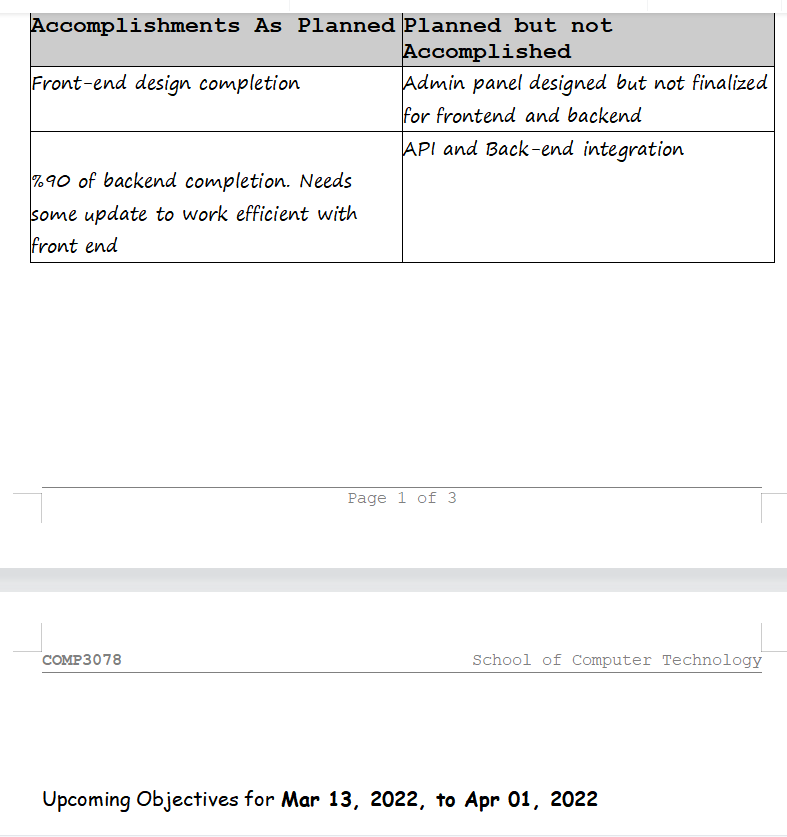 Accomplishments As Planned
Planned but not
Accomplished
Front-end design completion
Admin panel designed but not finalized
for frontend and backend
%90 of backend completion. Needs
some update to work efficient with
front end
API and Back-end integration
Page 1 of 3
COMP3078
School of Computer Technology
Upcoming Objectives for Mar 13, 2022, to Apr 01, 2022